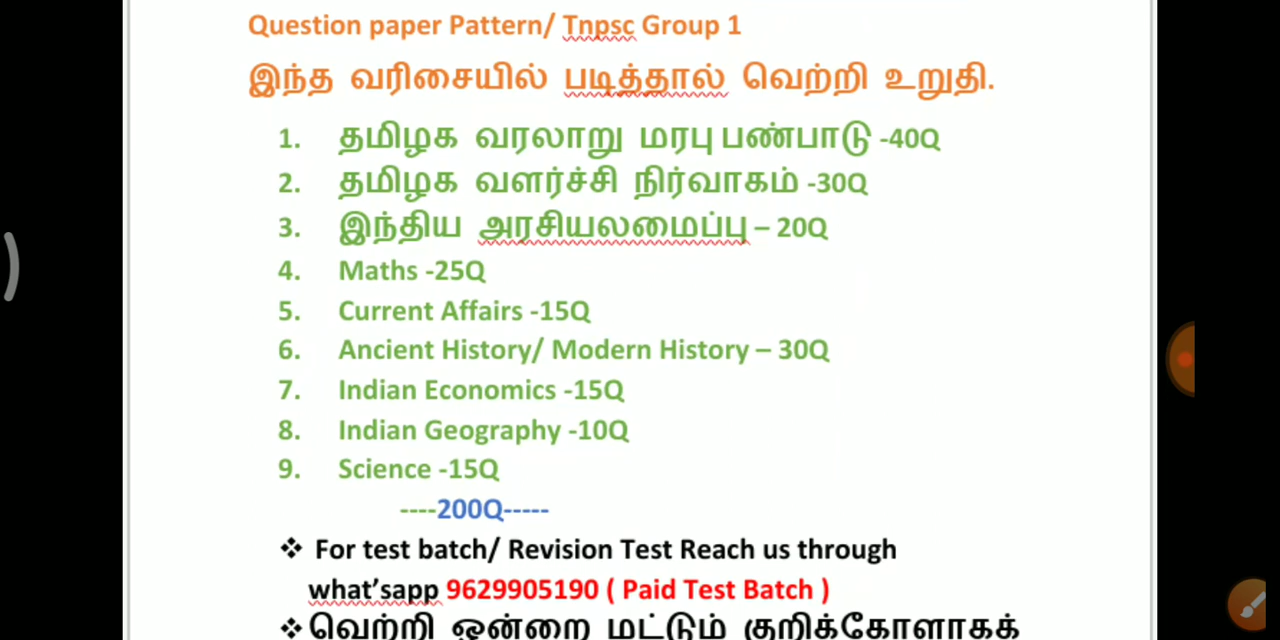 Question paper Pattern/ Tnpsc Group 1
இந்த வரிசையில் படித்தால் வெற்றி உறுதி.
1. தமிழக வரலாறு மரபு பண்பாடு -40Q
2. தமிழக வளர்ச்சி நிர்வாகம் -30Q
3. இந்திய அரசியலமைப்பு – 20Q
4. Maths -25Q
5. Current Affairs -15Q
6. Ancient History/ Modern History – 30Q
7. Indian Economics -15Q
8. Indian Geography -10Q
9. Science -15Q
----200Q-----
❖ For test batch/ Revision Test Reach us through
what'sapp 9629905190 ( Paid Test Batch )
❖ வெற்றி ஒன்றை மட்டும் குறிக்கோளாகக்